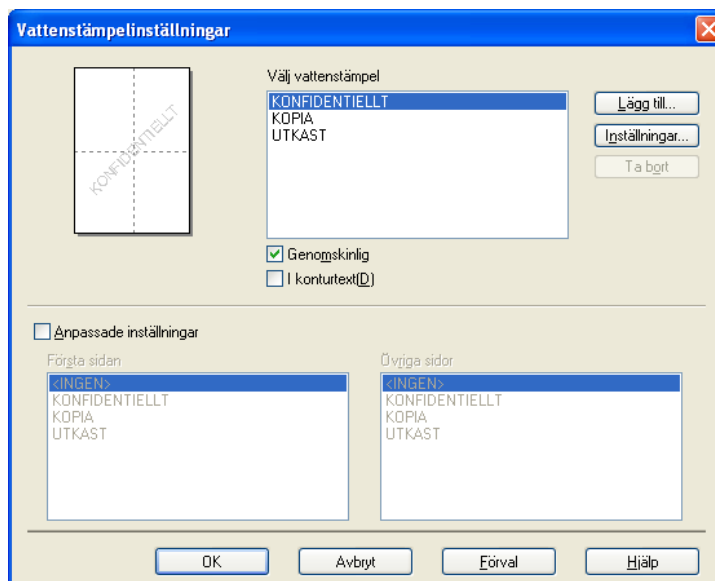 Vattenstämpelinställningar
Välj vattenstämpel
KONFIDENTIELLT
KONFIDENTIELLT
KOPIA
UTKAST
Lägg till...
Inställningar...
Ta bort
Genomskinlig
I konturtext(D)
Anpassade inställningar
Första sidan
Övriga sidor
<INGEN>
KONFIDENTIELLT
KOPIA
UTKAST
<INGEN>
KONFIDENTIELLT
KOPIA
UTKAST
OK
Avbryt
Förval
Hjälp